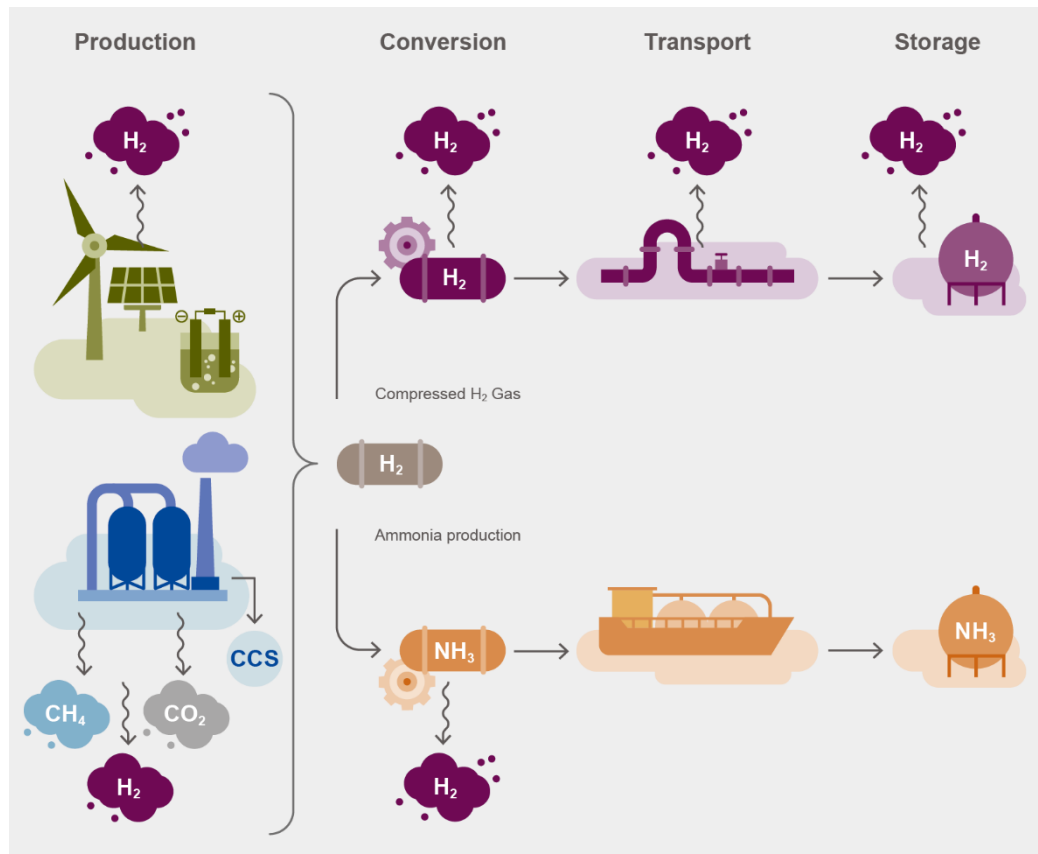 Production
Conversion
Transport
Storage
H₂
H₂
H₂
H₂
H₂
H₂
⊖
⊕
Compressed H₂ Gas
H₂
Ammonia production
CCS
NH₃
NH₃
CH₄
CO₂
H₂
H₂